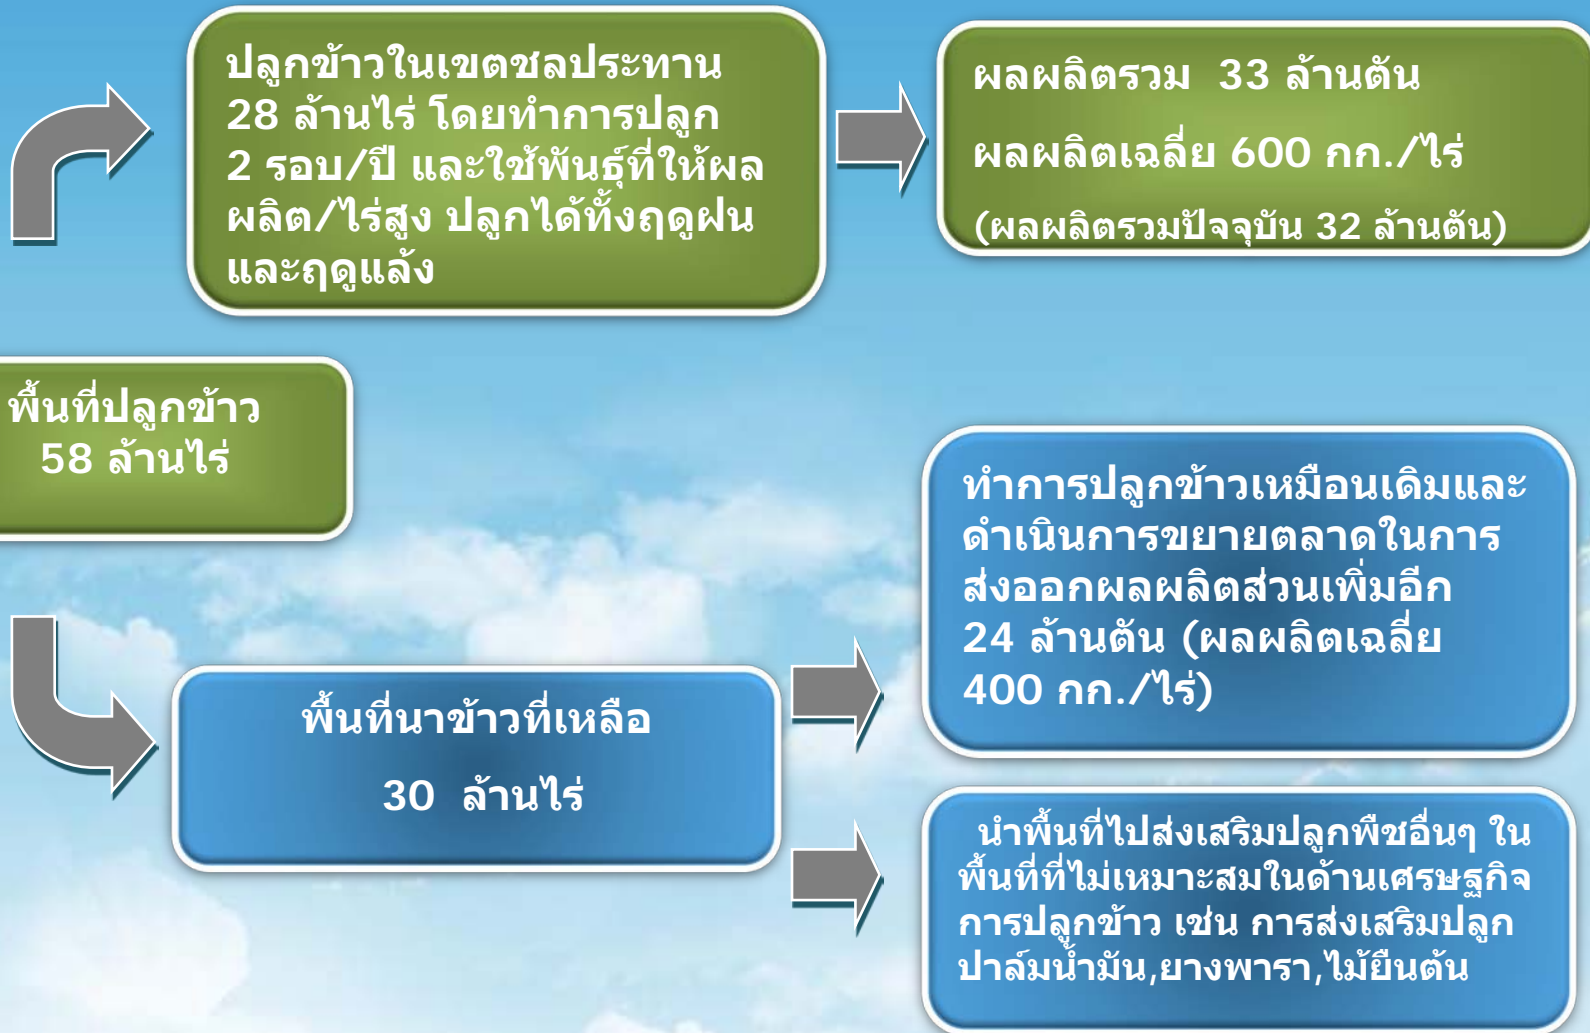 ปลูกข้าวในเขตชลประทาน
28 ล้านไร่ โดยทำการปลูก
2 รอบ/ปี และใช้พันธุ์ที่ให้ผล
ผลิต/ไร่สูง ปลูกได้ทั้งฤดูฝน
และฤดูแล้ง
ผลผลิตรวม 33 ล้านตัน
ผลผลิตเฉลี่ย 600 กก./ไร่
(ผลผลิตรวมปัจจุบัน 32 ล้านตัน)
พื้นที่ปลูกข้าว
58 ล้านไร่
พื้นที่นาข้าวที่เหลือ
30 ล้านไร่
ทำการปลูกข้าวเหมือนเดิมและ
ดำเนินการขยายตลาดในการ
ส่งออกผลผลิตส่วนเพิ่มอีก
24 ล้านตัน (ผลผลิตเฉลี่ย
400 กก./ไร่)
นำพื้นที่ไปส่งเสริมปลูกพืชอื่นๆ ใน
พื้นที่ที่ไม่เหมาะสมในด้านเศรษฐกิจ
การปลูกข้าว เช่น การส่งเสริมปลูก
ปาล์มน้ำมัน,ยางพารา,ไม้ยืนต้น